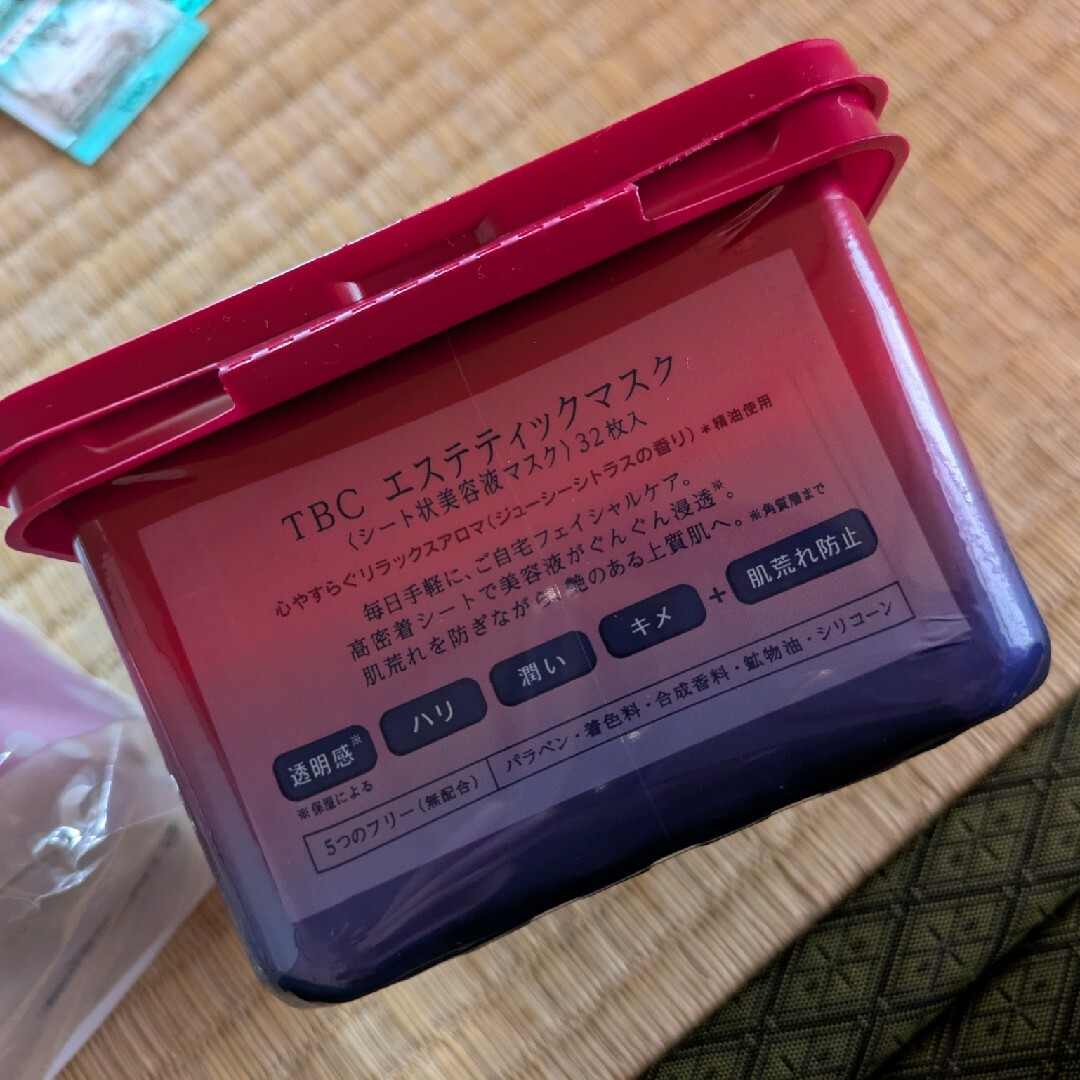 TBC エステティックマスク
〈シート状美容液マスク〉32枚入
心やすらぐリラックスアロマ(ジューシーシトラスの香り)*精油使用
毎日手軽に、ご自宅フェイシャルケア。
高密着シートで美容液がぐんぐん浸透※。
肌荒れを防ぎながら、艶のある上質肌へ。※角質層まで
透明感※ ハリ 潤い キメ + 肌荒れ防止
※保湿による
5つのフリー(無配合) パラベン・着色料・合成香料・鉱物油・シリコーン